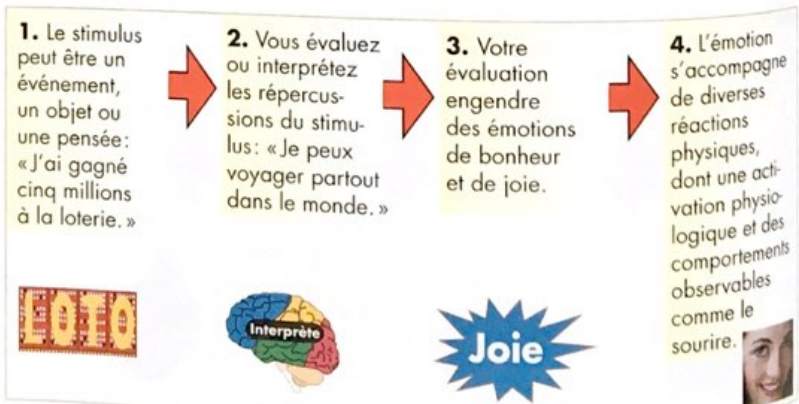 1. Le stimulus
peut être un
événement,
un objet ou
une pensée:
«J'ai gagné
cinq millions
à la loterie.»
2. Vous évaluez
ou interprétez
les répercus-
sions du stimu-
lus: «Je peux
voyager partout
dans le monde.»
3. Votre
évaluation
engendre
des émotions
de bonheur
et de joie.
4. L'émotion
s'accompagne
de diverses
réactions
physiques,
dont une acti-
vation physio-
logique et des
comportements
observables
comme le
sourire.
LOTO
Interprète
Joie